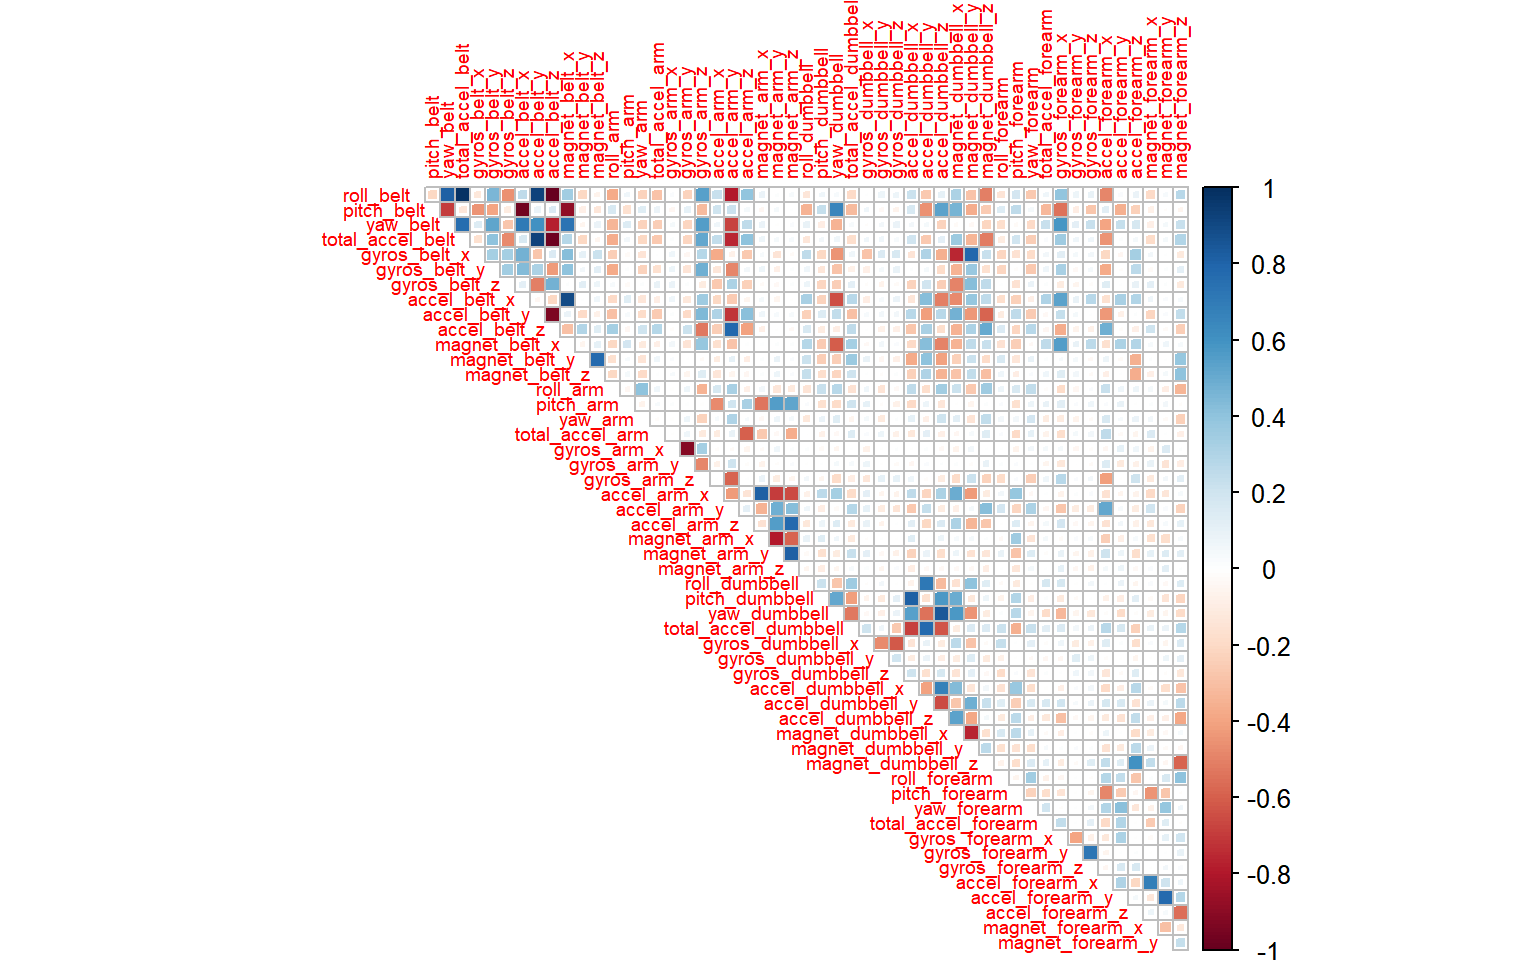 pitch_belt
yaw_belt
total_accel_belt
gyros_belt_x
gyros_belt_y
gyros_belt_z
accel_belt_x
accel_belt_y
accel_belt_z
magnet_belt_x
magnet_belt_y
magnet_belt_z
roll_arm
pitch_arm
yaw_arm
total_accel_arm
gyros_arm_x
gyros_arm_y
gyros_arm_z
accel_arm_x
accel_arm_y
accel_arm_z
magnet_arm_x
magnet_arm_y
magnet_arm_z
roll_dumbbell
pitch_dumbbell
yaw_dumbbell
total_accel_dumbbel
gyros_dumbbell_x
gyros_dumbbell_y
gyros_dumbbell_z
accel_dumbbell_x
accel_dumbbell_y
accel_dumbbell_z
magnet_dumbbell_x
magnet_dumbbell_y
magnet_dumbbell_z
roll_forearm
pitch_forearm
yaw_forearm
total_accel_forearm
gyros_forearm_x
gyros_forearm_y
gyros_forearm_z
accel_forearm_x
accel_forearm_y
accel_forearm_z
magnet_forearm_x
magnet_forearm_y
magnet_forearm_z
roll_belt
pitch_belt
yaw_belt
total_accel_belt
gyros_belt_x
gyros_belt_y
gyros_belt_z
accel_belt_x
accel_belt_y
accel_belt_z
magnet_belt_x
magnet_belt_y
magnet_belt_z
roll_arm
pitch_arm
yaw_arm
total_accel_arm
gyros_arm_x
gyros_arm_y
gyros_arm_z
accel_arm_x
accel_arm_y
accel_arm_z
magnet_arm_x
magnet_arm_y
magnet_arm_z
roll_dumbbell
pitch_dumbbell
yaw_dumbbell
total_accel_dumbbell
gyros_dumbbell_x
gyros_dumbbell_y
gyros_dumbbell_z
accel_dumbbell_x
accel_dumbbell_y
accel_dumbbell_z
magnet_dumbbell_x
magnet_dumbbell_y
magnet_dumbbell_z
roll_forearm
pitch_forearm
yaw_forearm
total_accel_forearm
gyros_forearm_x
gyros_forearm_y
gyros_forearm_z
accel_forearm_x
accel_forearm_y
accel_forearm_z
magnet_forearm_x
magnet_forearm_y
1
0.8
0.6
0.4
0.2
0
-0.2
-0.4
-0.6
-0.8
-1